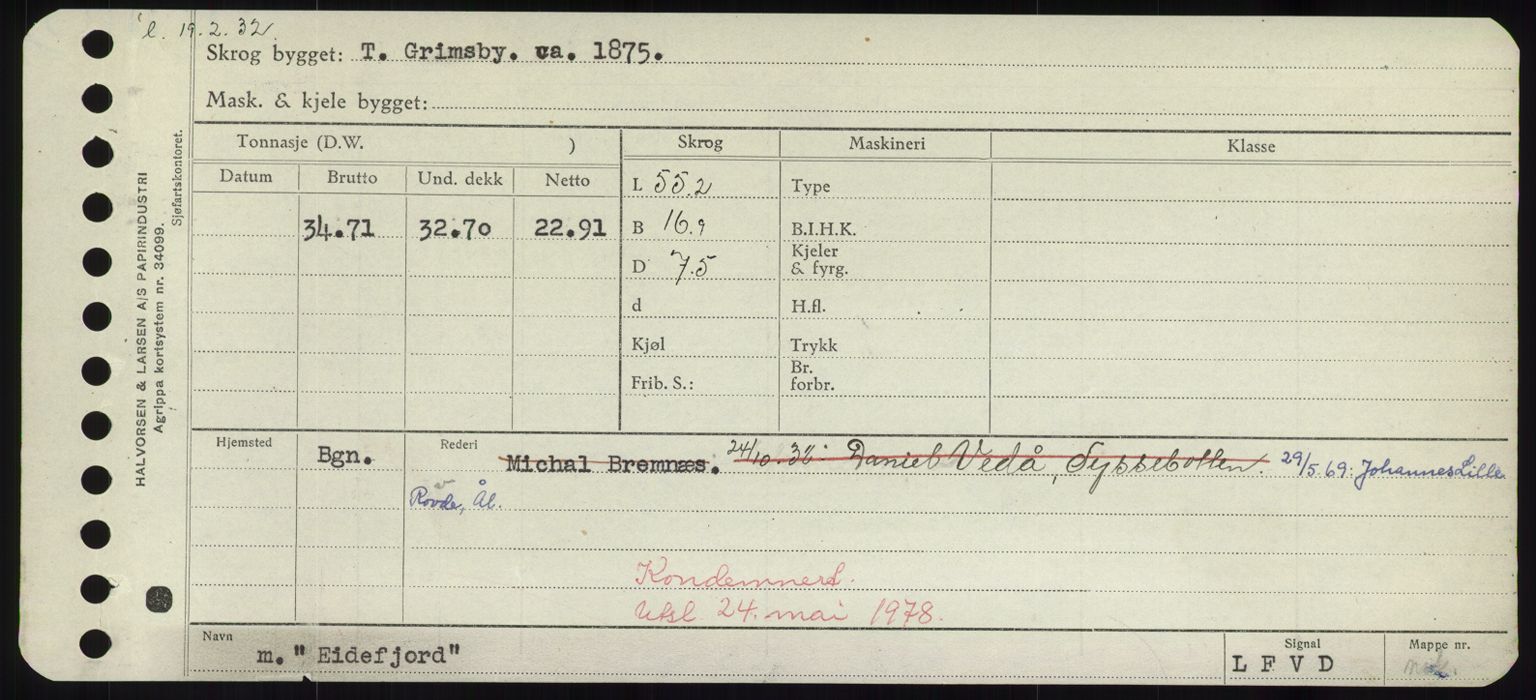 l. 19.2.32
Skrog bygget: T. Grimsby. ca. 1875.
Mask. & kjele bygget:
Tonnasje (D.W. )
Skrog
Maskineri
Klasse
Datum Brutto Und. dekk Netto
34.71 32.70 22.91
L 55.2
B 16.9
D 7.5
d
Kjøl
Frib. S.:
Type
B.I.H.K.
Kjeler
& fyrg.
H.fl.
Trykk
Br.
forbr.
Hjemsted Bgn. Rederi Michal Bremnæs. 24/10.32: Daniel Vedå, Syssebotten. 29/5.69: Johannes Lille
Rovde, Ål.
Kondemnert.
Utsl. 24. mai 1978.
Navn
m." Eidefjord"
Signal
L F V D
Mappe nr.
HALVORSEN & LARSEN A/S PAPIRINDUSTRI
Agrippa kortsystem nr. 34099.
Sjøfartskontoret.